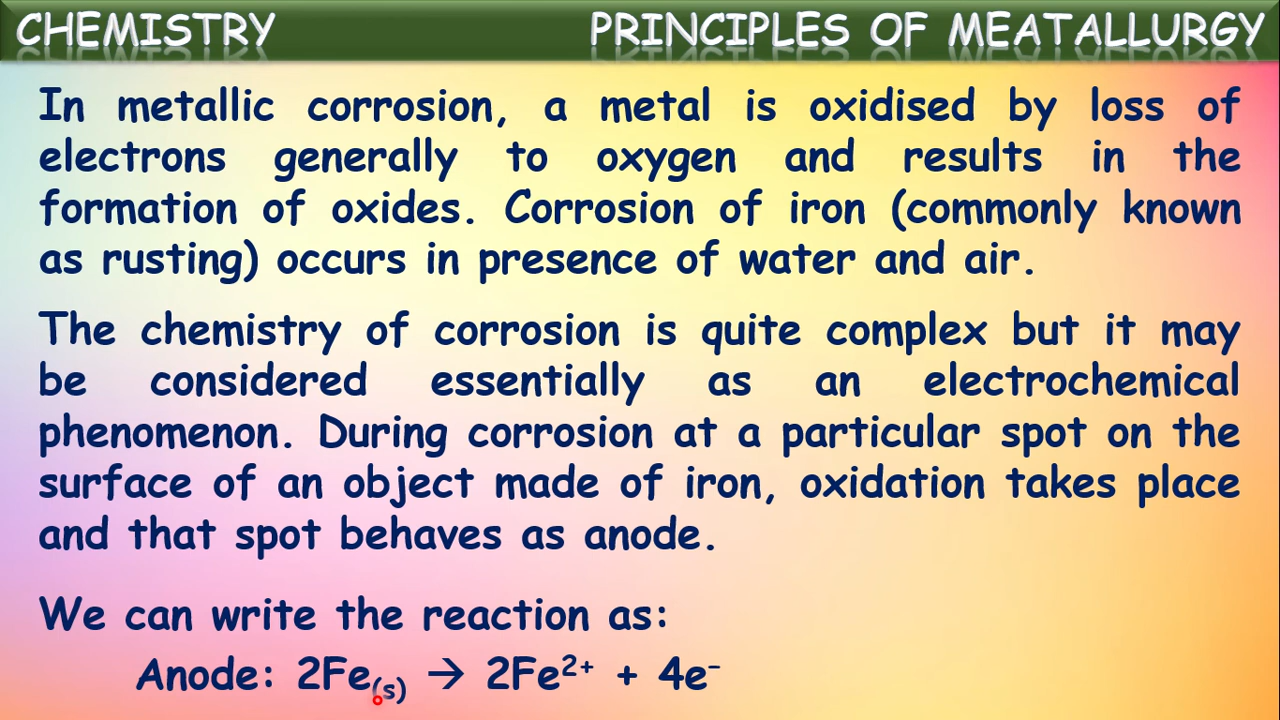 CHEMISTRY PRINCIPLES OF MEATALLURGY
In metallic corrosion, a metal is oxidised by loss of
electrons generally to oxygen and results in the
formation of oxides. Corrosion of iron (commonly known
as rusting) occurs in presence of water and air.
The chemistry of corrosion is quite complex but it may
be considered essentially as an electrochemical
phenomenon. During corrosion at a particular spot on the
surface of an object made of iron, oxidation takes place
and that spot behaves as anode.
We can write the reaction as:
Anode: 2Fe₍s₎ → 2Fe²⁺ + 4e⁻